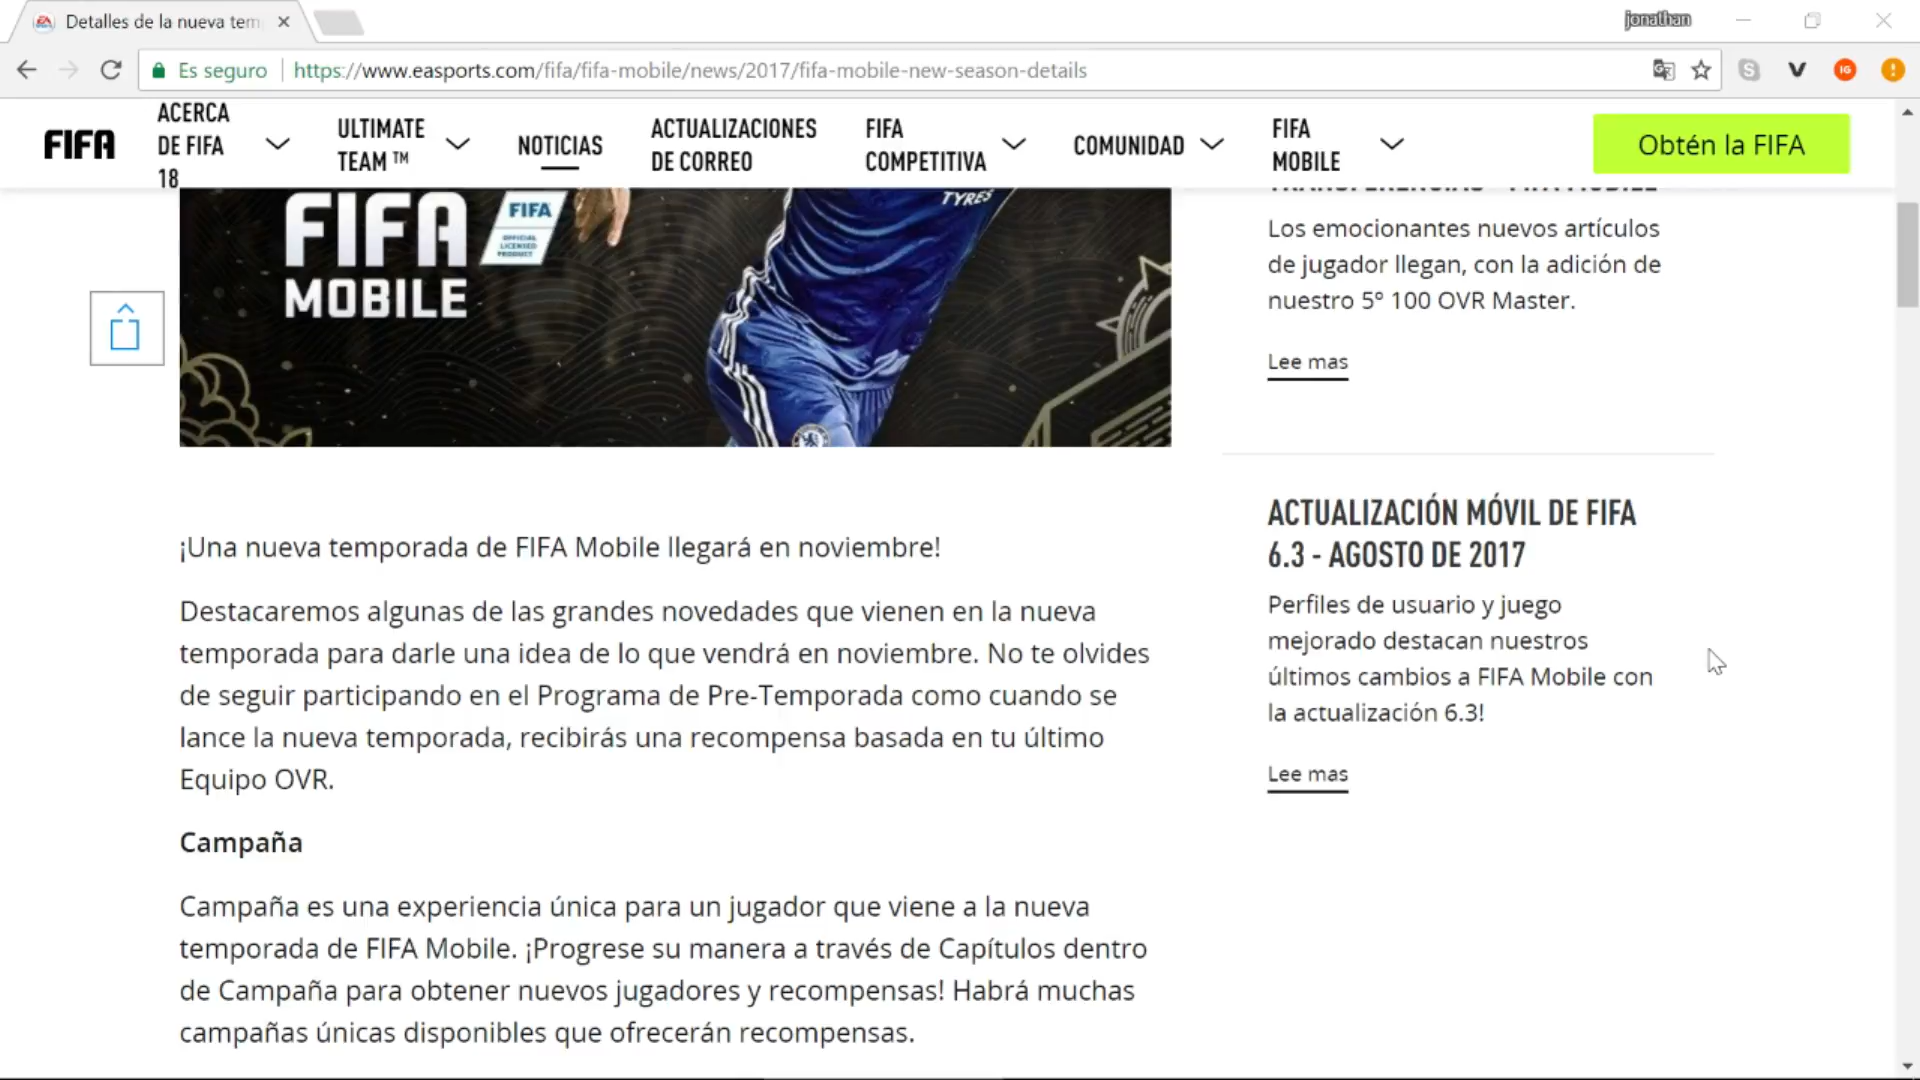 Detalles de la nueva tem
jonathan
Es seguro
https://www.easports.com/fifa/fifa-mobile/news/2017/fifa-mobile-new-season-details
FIFA
ACERCA
DE FIFA
18
ULTIMATE
TEAM ™
NOTICIAS
ACTUALIZACIONES
DE CORREO
FIFA
COMPETITIVA
COMUNIDAD
FIFA
MOBILE
Obtén la FIFA
FIFA
MOBILE
FIFA
OFFICIAL
LICENSED
PRODUCT
TYRES
TRANSFERENCIAS - FIFA MOBILE
Los emocionantes nuevos artículos
de jugador llegan, con la adición de
nuestro 5º 100 OVR Master.
Lee mas
ACTUALIZACIÓN MÓVIL DE FIFA
6.3 - AGOSTO DE 2017
Perfiles de usuario y juego
mejorado destacan nuestros
últimos cambios a FIFA Mobile con
la actualización 6.3!
Lee mas
¡Una nueva temporada de FIFA Mobile llegará en noviembre!
Destacaremos algunas de las grandes novedades que vienen en la nueva
temporada para darle una idea de lo que vendrá en noviembre. No te olvides
de seguir participando en el Programa de Pre-Temporada como cuando se
lance la nueva temporada, recibirás una recompensa basada en tu último
Equipo OVR.
Campaña
Campaña es una experiencia única para un jugador que viene a la nueva
temporada de FIFA Mobile. ¡Progrese su manera a través de Capítulos dentro
de Campaña para obtener nuevos jugadores y recompensas! Habrá muchas
campañas únicas disponibles que ofrecerán recompensas.